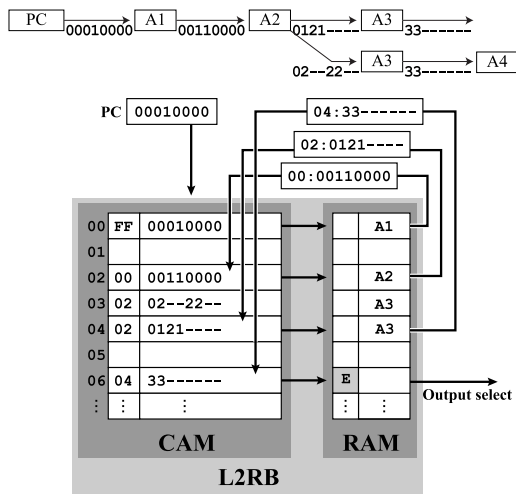 PC 00010000 A1 00110000 A2 0121---- A3 33------
02--22-- A3 33------ A4
PC 00010000
04:33------
02:0121----
00:00110000
00 FF 00010000 A1
01
02 00 00110000 A2
03 02 02--22-- A3
04 02 0121---- A3
05
06 04 33------ E
Output select
⋮ ⋮ ⋮ ⋮ ⋮
CAM RAM
L2RB